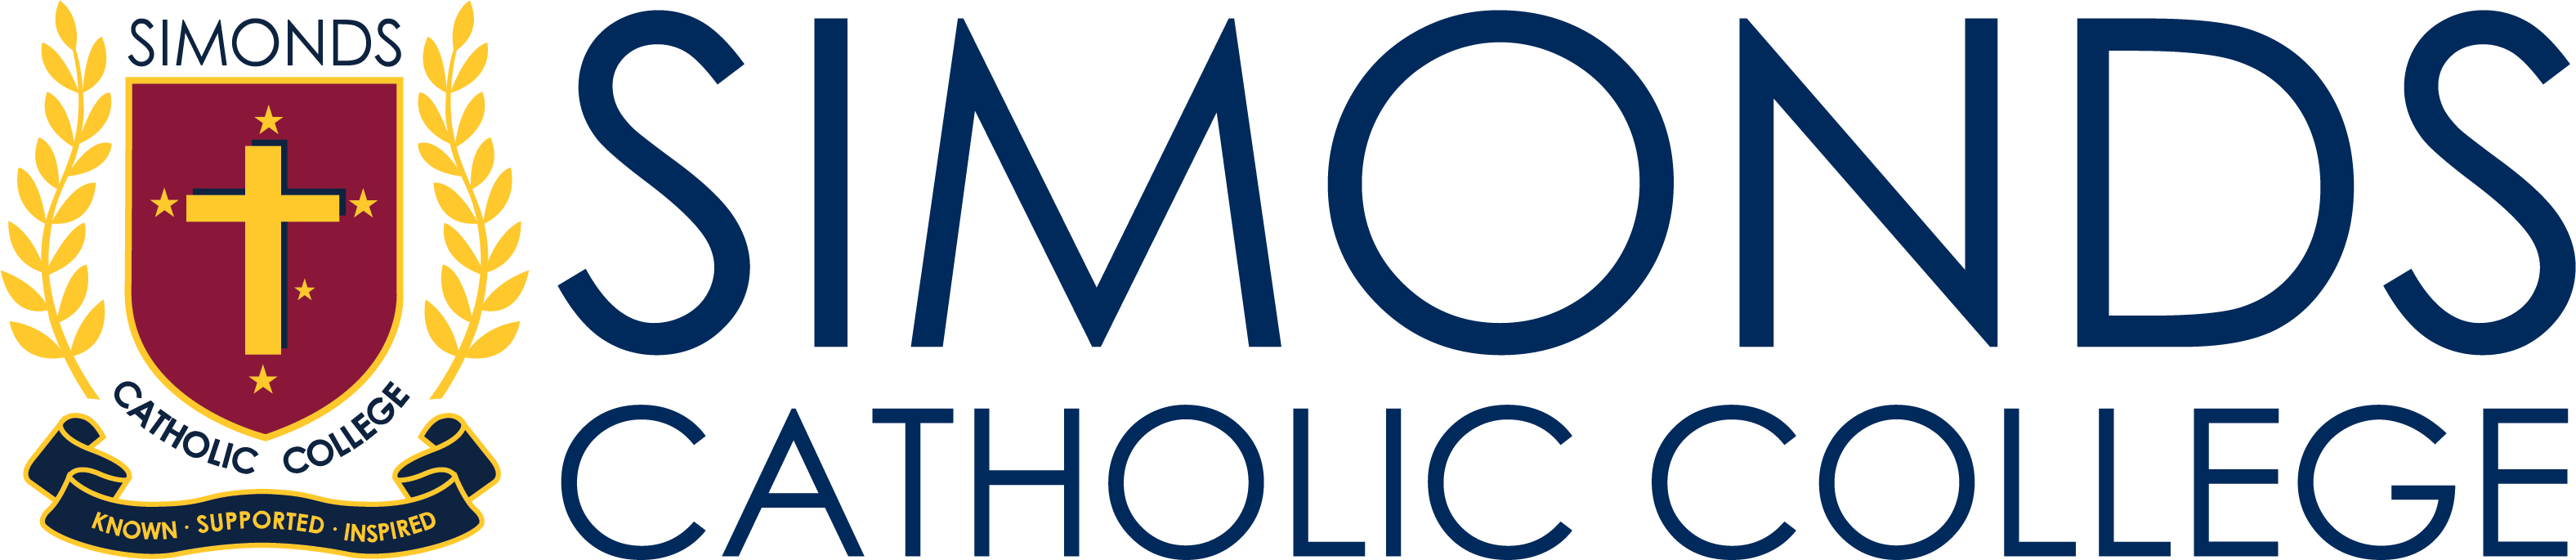 SIMONDS
CATHOLIC COLLEGE
KNOWN · SUPPORTED · INSPIRED
SIMONDS
CATHOLIC COLLEGE